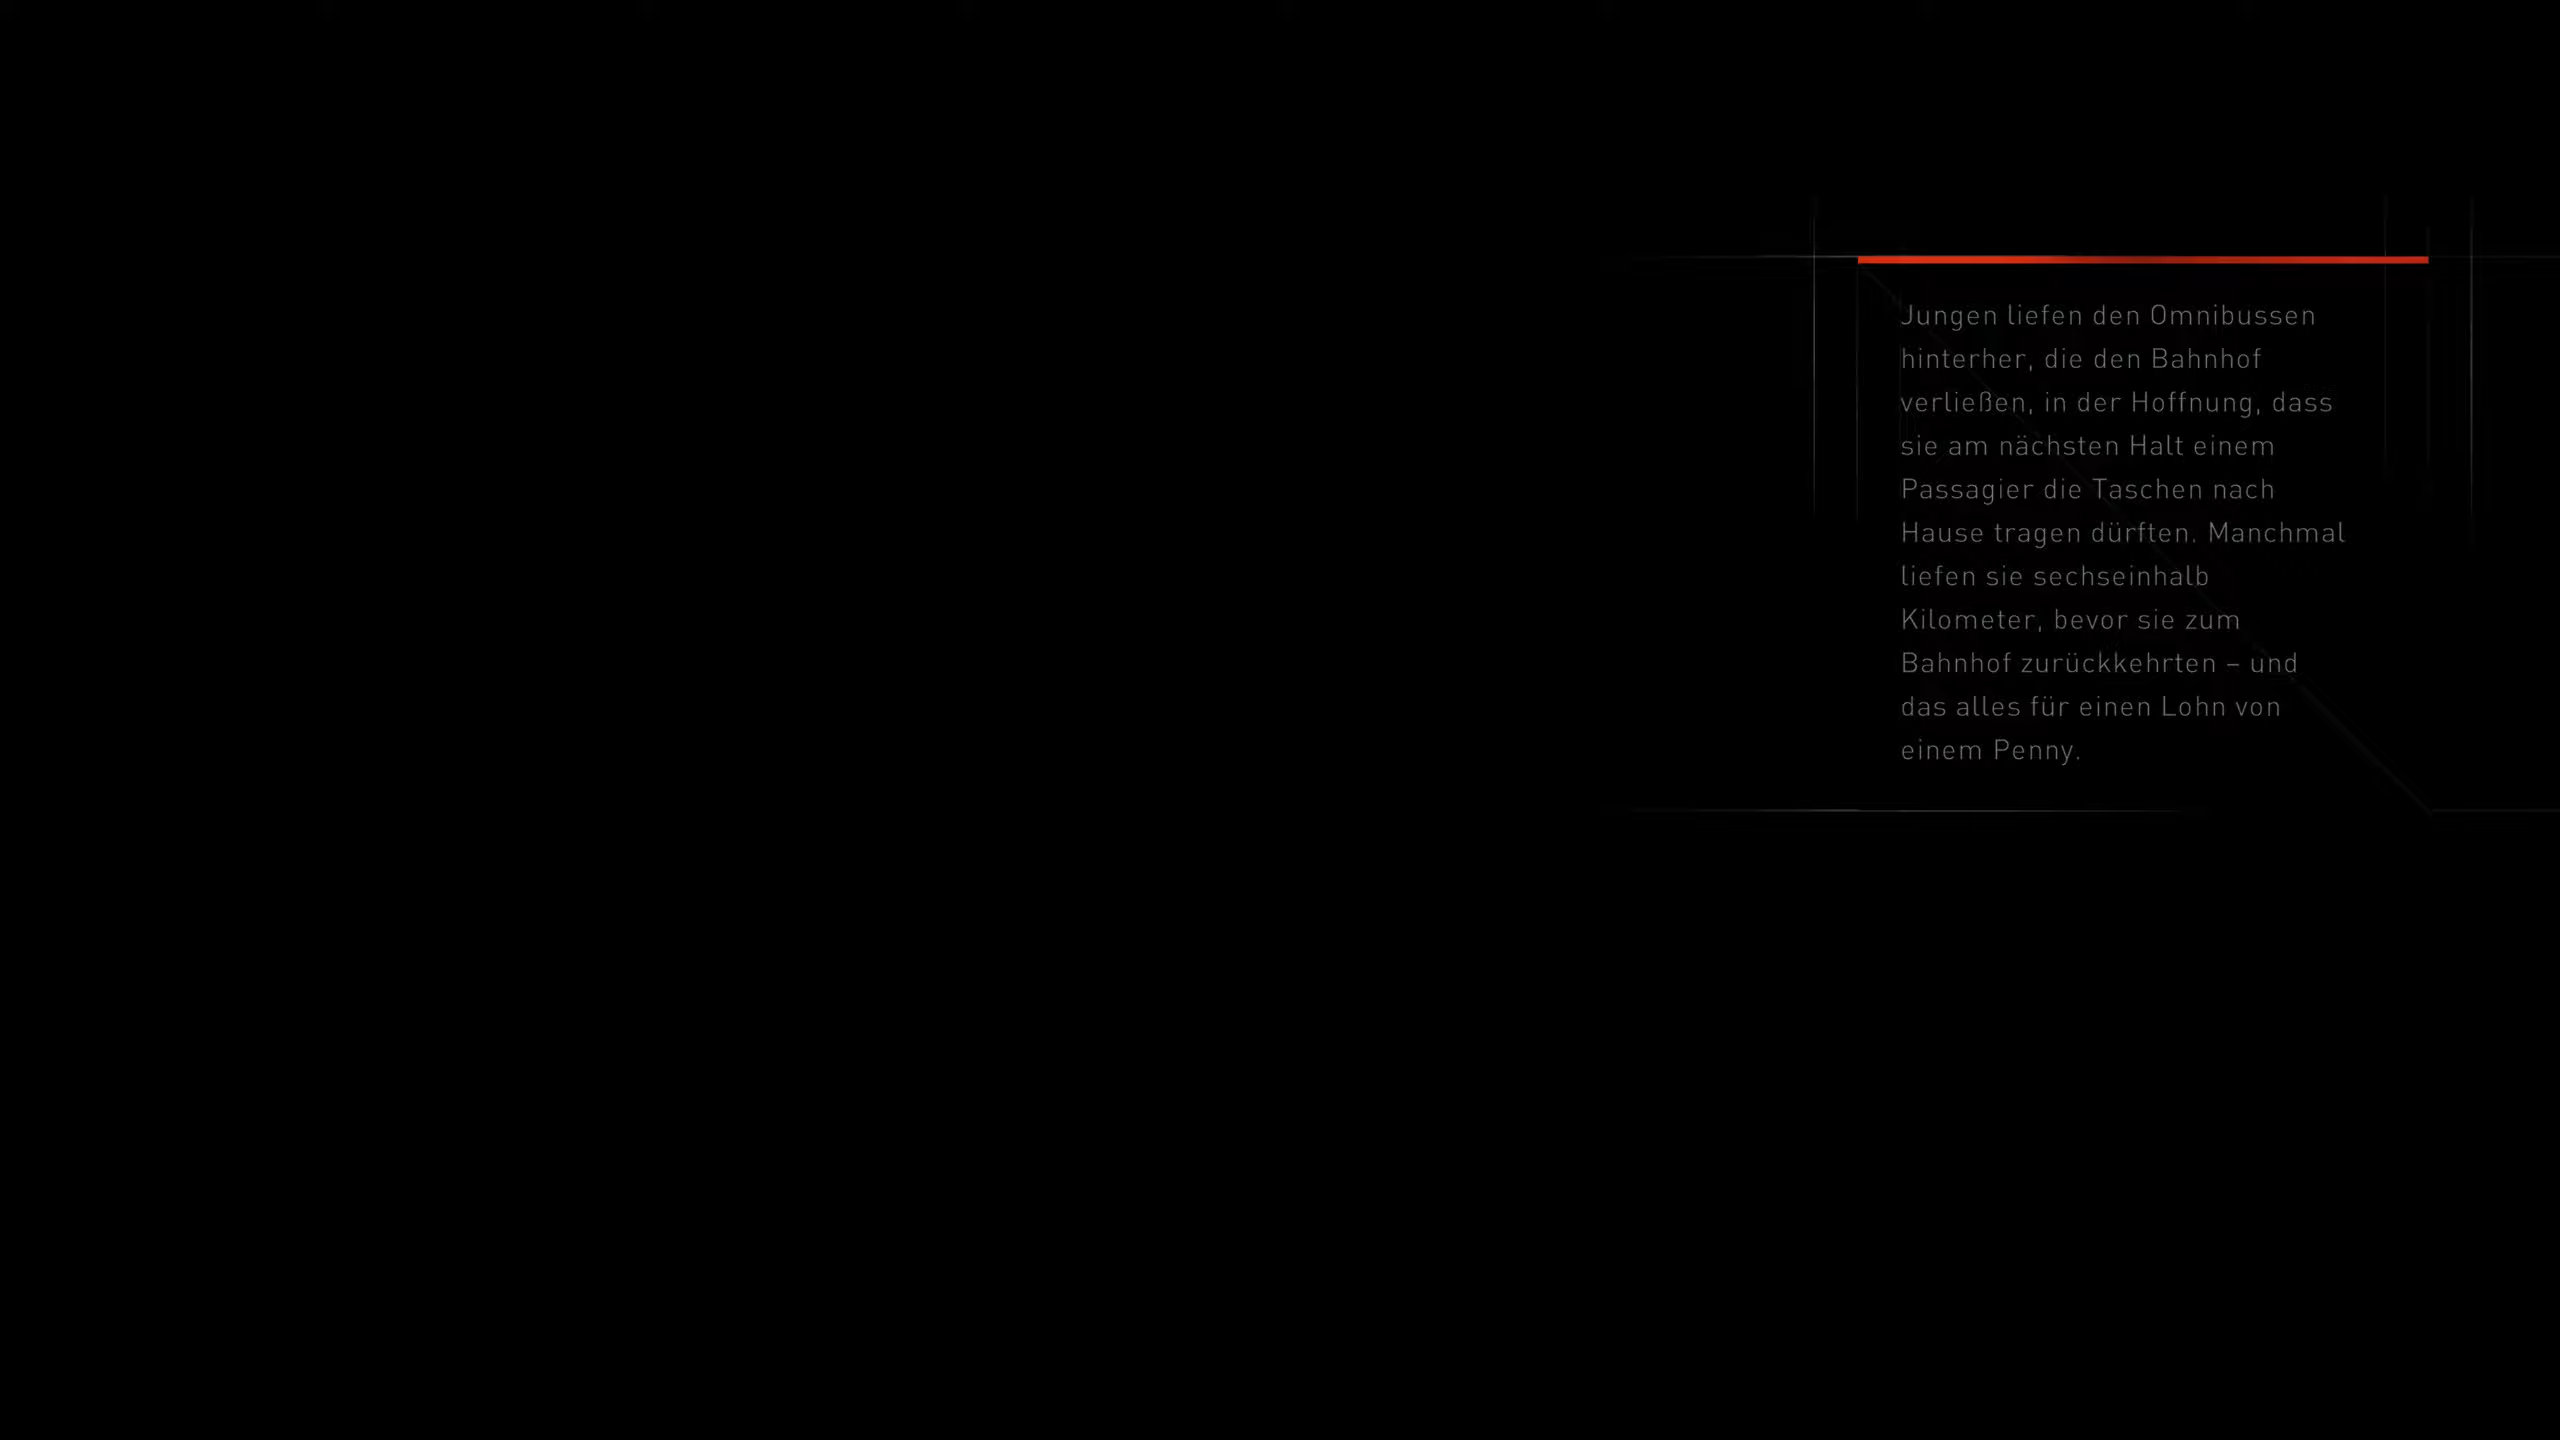 Jungen liefen den Omnibussen
hinterher, die den Bahnhof
verließen, in der Hoffnung, dass
sie am nächsten Halt einem
Passagier die Taschen nach
Hause tragen dürften. Manchmal
liefen sie sechseinhalb
Kilometer, bevor sie zum
Bahnhof zurückkehrten – und
das alles für einen Lohn von
einem Penny.